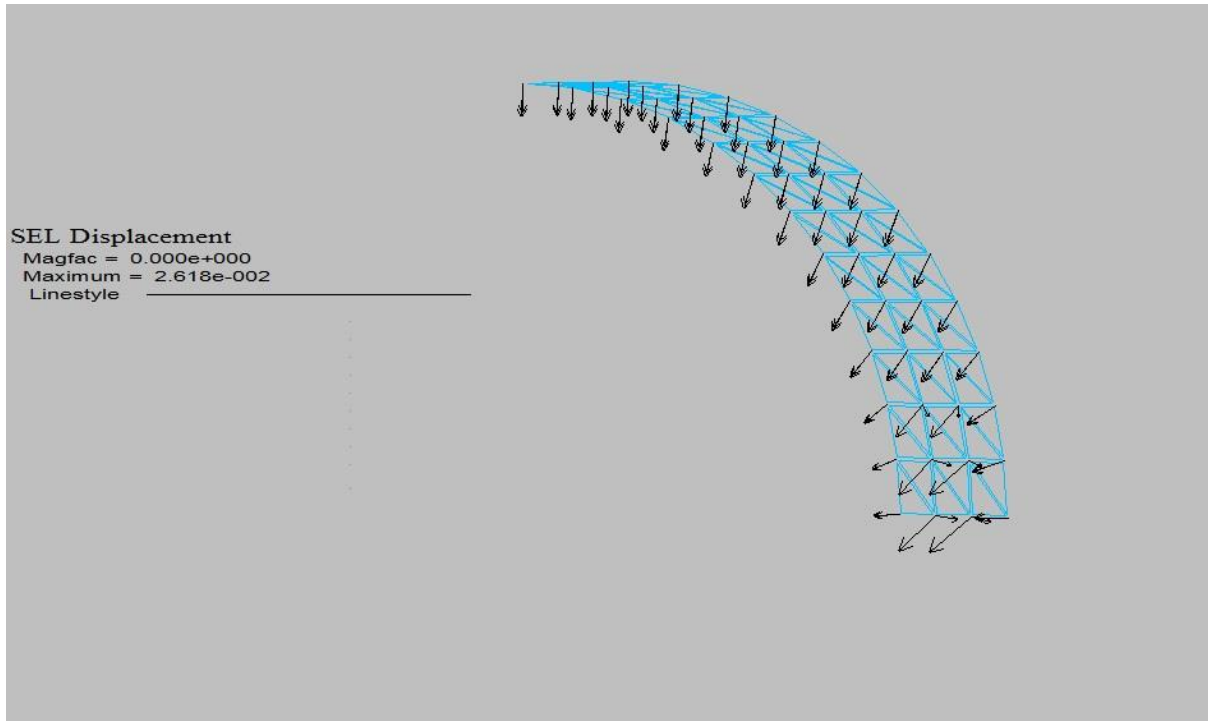 SEL Displacement
Magfac = 0.000e+000
Maximum = 2.618e-002
Linestyle